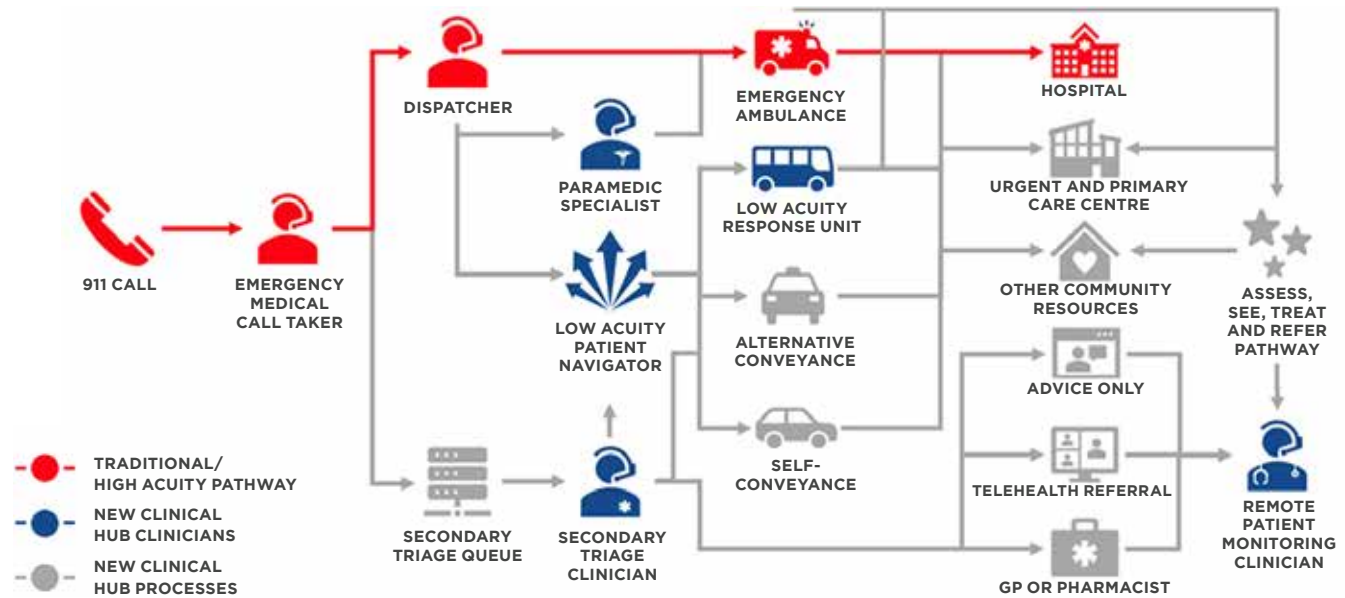 911 CALL
EMERGENCY
MEDICAL
CALL TAKER
DISPATCHER
PARAMEDIC
SPECIALIST
LOW ACUITY
PATIENT
NAVIGATOR
SECONDARY
TRIAGE QUEUE
SECONDARY
TRIAGE
CLINICIAN
EMERGENCY
AMBULANCE
LOW ACUITY
RESPONSE UNIT
ALTERNATIVE
CONVEYANCE
SELF-
CONVEYANCE
HOSPITAL
URGENT AND PRIMARY
CARE CENTRE
OTHER COMMUNITY
RESOURCES
ADVICE ONLY
TELEHEALTH REFERRAL
GP OR PHARMACIST
ASSESS,
SEE, TREAT
AND REFER
PATHWAY
REMOTE
PATIENT
MONITORING
CLINICIAN
TRADITIONAL/
HIGH ACUITY PATHWAY
NEW CLINICAL
HUB CLINICIANS
NEW CLINICAL
HUB PROCESSES